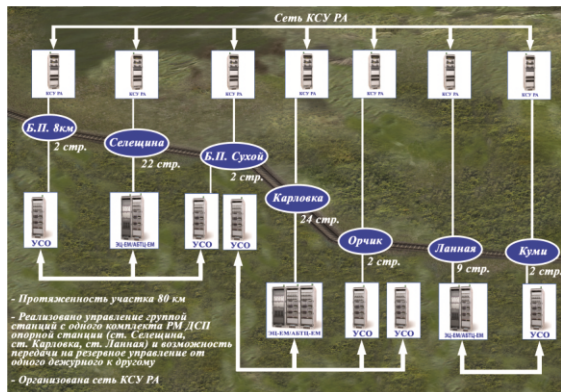 Сеть КСУ РА
КСУ РА
КСУ РА
КСУ РА
КСУ РА
КСУ РА
КСУ РА
КСУ РА
Б.П. 8км
2 стр.
Селещина
22 стр.
Б.П. Сухой
2 стр.
Карловка
24 стр.
Орчик
2 стр.
Ланная
9 стр.
Куми
2 стр.
УСО
ЭЦ-ЕМ/АБТЦ-ЕМ
УСО
УСО
ЭЦ-ЕМ/АБТЦ-ЕМ
УСО
УСО
ЭЦ-ЕМ/АБТЦ-ЕМ
УСО
- Протяженность участка 80 км
- Реализовано управление группой
станций с одного комплекта РМ ДСП
опорной станции (ст. Селещина,
ст. Карловка, ст. Ланная) и возможность
передачи на резервное управление от
одного дежурного к другому
- Организована сеть КСУ РА